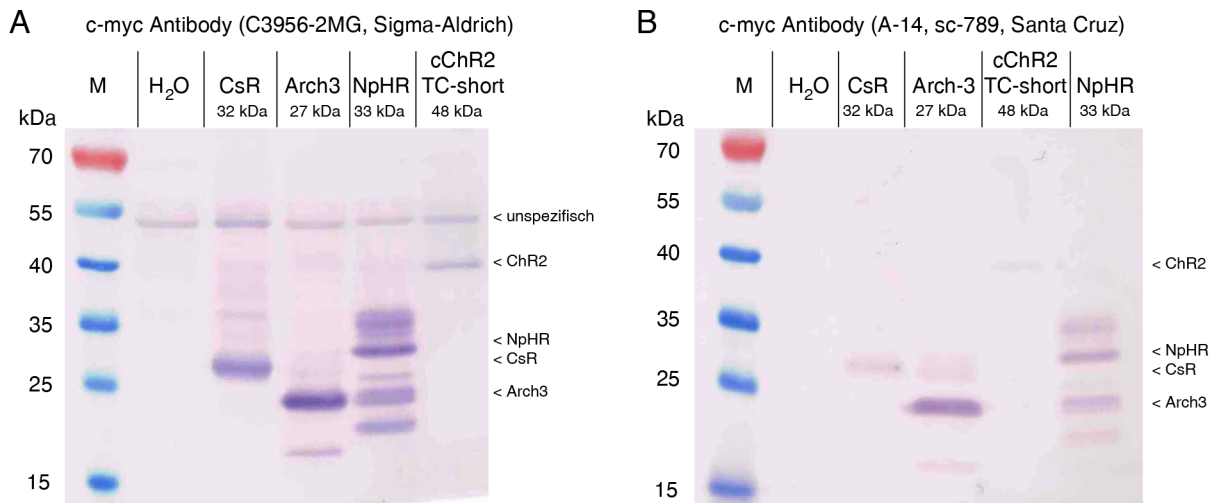 A
c-myc Antibody (C3956-2MG, Sigma-Aldrich)
M
H2O
CsR
32 kDa
Arch3
27 kDa
NpHR
33 kDa
cChR2
TC-short
48 kDa
kDa
70
55
40
35
25
15
< unspezifisch
< ChR2
< NpHR
< CsR
< Arch3
B
c-myc Antibody (A-14, sc-789, Santa Cruz)
M
H2O
CsR
32 kDa
Arch-3
27 kDa
cChR2
TC-short
48 kDa
NpHR
33 kDa
kDa
70
55
40
35
25
15
< ChR2
< NpHR
< CsR
< Arch3